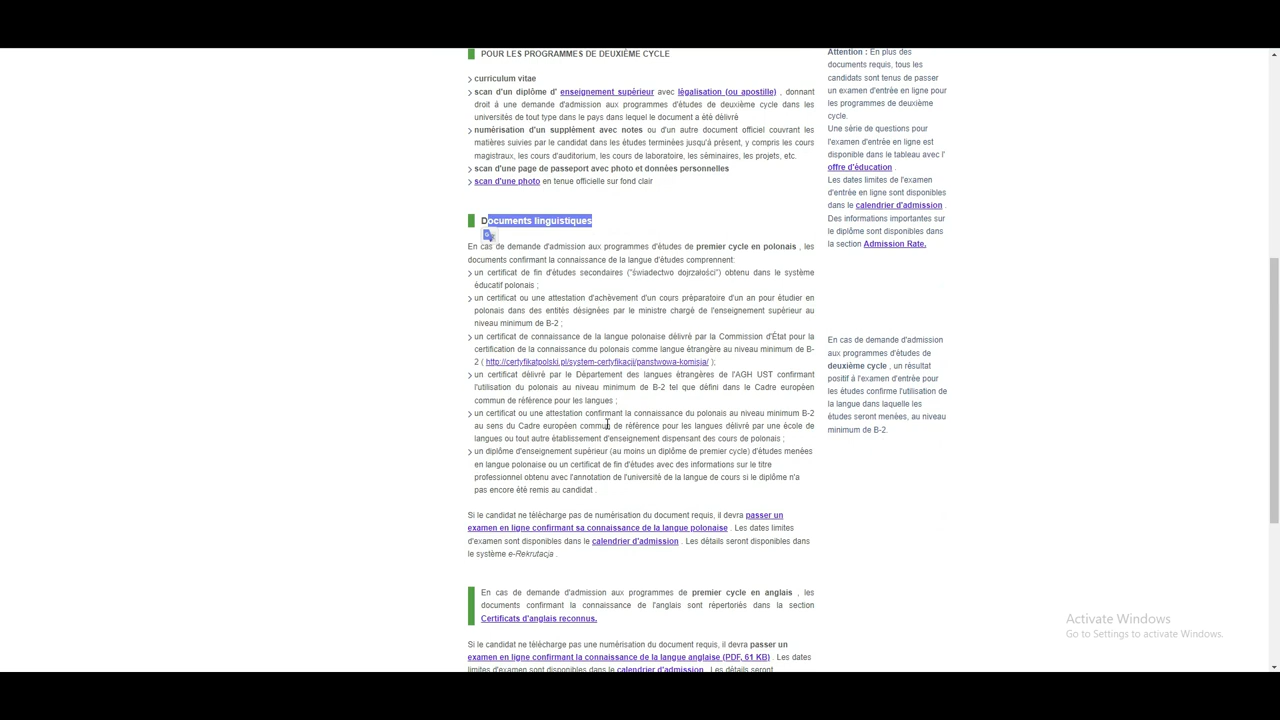 POUR LES PROGRAMMES DE DEUXIÈME CYCLE
curriculum vitae
scan d'un diplôme d' enseignement supérieur avec légalisation (ou apostille) , donnant
droit à une demande d'admission aux programmes d'études de deuxième cycle dans les
universités de tout type dans le pays dans lequel le document a été délivré
numérisation d'un supplément avec notes ou d'un autre document officiel couvrant les
matières suivies par le candidat dans les études terminées jusqu'à présent, y compris les cours
magistraux, les cours d'auditorium, les cours de laboratoire, les séminaires, les projets, etc.
scan d'une page de passeport avec photo et données personnelles
scan d'une photo en tenue officielle sur fond clair
Documents linguistiques
En cas de demande d'admission aux programmes d'études de premier cycle en polonais , les
documents confirmant la connaissance de la langue d'études comprennent:
un certificat de fin d'études secondaires ("świadectwo dojrzałości") obtenu dans le système
éducatif polonais ;
un certificat ou une attestation d'achèvement d'un cours préparatoire d'un an pour étudier en
polonais dans des entités désignées par le ministre chargé de l'enseignement supérieur au
niveau minimum de B-2 ;
un certificat de connaissance de la langue polonaise délivré par la Commission d'État pour la
certification de la connaissance du polonais comme langue étrangère au niveau minimum de B-
2 ( http://certyfikatpolski.pl/system-certyfikacji/panstwowa-komisja/ );
un certificat délivré par le Département des langues étrangères de l'AGH UST confirmant
l'utilisation du polonais au niveau minimum de B-2 tel que défini dans le Cadre européen
commun de référence pour les langues ;
un certificat ou une attestation confirmant la connaissance du polonais au niveau minimum B-2
au sens du Cadre européen commun de référence pour les langues délivré par une école de
langues ou tout autre établissement d'enseignement dispensant des cours de polonais ;
un diplôme d'enseignement supérieur (au moins un diplôme de premier cycle) d'études menées
en langue polonaise ou un certificat de fin d'études avec des informations sur le titre
professionnel obtenu avec l'annotation de l'université de la langue de cours si le diplôme n'a
pas encore été remis au candidat .
Si le candidat ne télécharge pas de numérisation du document requis, il devra passer un
examen en ligne confirmant sa connaissance de la langue polonaise . Les dates limites
d'examen sont disponibles dans le calendrier d'admission . Les détails seront disponibles dans
le système e-Rekrutacja .
En cas de demande d'admission aux programmes de premier cycle en anglais , les
documents confirmant la connaissance de l'anglais sont répertoriés dans la section
Certificats d'anglais reconnus.
Si le candidat ne télécharge pas une numérisation du document requis, il devra passer un
examen en ligne confirmant la connaissance de la langue anglaise (PDF, 61 KB) . Les dates
limites d'examen sont disponibles dans le calendrier d'admission . Les détails seront
Attention : En plus des
documents requis, tous les
candidats sont tenus de passer
un examen d'entrée en ligne pour
les programmes de deuxième
cycle.
Une série de questions pour
l'examen d'entrée en ligne est
disponible dans le tableau avec l'
offre d'éducation .
Les dates limites de l'examen
d'entrée en ligne sont disponibles
dans le calendrier d'admission .
Des informations importantes sur
le diplôme sont disponibles dans
la section Admission Rate.
En cas de demande d'admission
aux programmes d'études de
deuxième cycle , un résultat
positif à l'examen d'entrée pour
les études confirme l'utilisation de
la langue dans laquelle les
études seront menées, au niveau
minimum de B-2.
Activate Windows
Go to Settings to activate Windows.